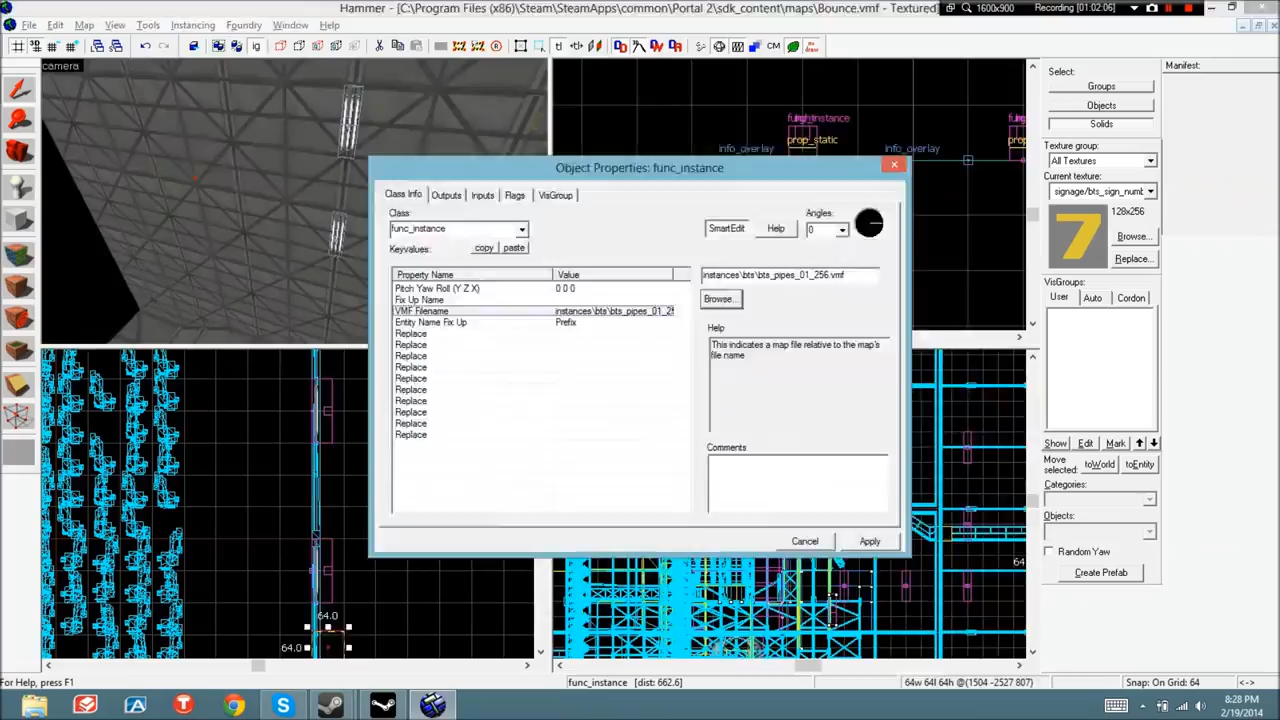 Hammer - [C:\Program Files (x86)\Steam\SteamApps\common\Portal 2\sdk_content\maps\Bounce.vmf - Textured]
1600x900
Recording [01:02:06]
File Edit Map View Tools Instancing Foundry Window Help
ig
tl
CM
camera
func_instance
prop_static
info_overlay
info_overlay
Select:
Groups
Objects
Solids
Texture group:
All Textures
Current texture:
signage/bts_sign_numb
7
128x256
Browse...
Replace...
VisGroups:
User Auto Cordon
Show Edit Mark
Move selected: toWorld toEntity
Categories:
Objects:
Random Yaw
Create Prefab
Manifest:
Object Properties: func_instance
Class Info Outputs Inputs Flags VisGroup
Class:
func_instance
SmartEdit Help
Angles:
0
Keyvalues: copy paste
Property Name Value
Pitch Yaw Roll (Y Z X) 0 0 0
Fix Up Name
VMF Filename instances\bts\bts_pipes_01_2
Entity Name Fix Up Prefix
Replace
Replace
Replace
Replace
Replace
Replace
Replace
Replace
Replace
Replace
instances\bts\bts_pipes_01_256.vmf
Browse...
Help
This indicates a map file relative to the map's
file name
Comments
Cancel Apply
64.0
64.0
64
For Help, press F1
func_instance [dist: 662.6]
64w 64l 64h @(1504 -2527 807)
Snap: On Grid: 64
<->
8:28 PM
2/19/2014